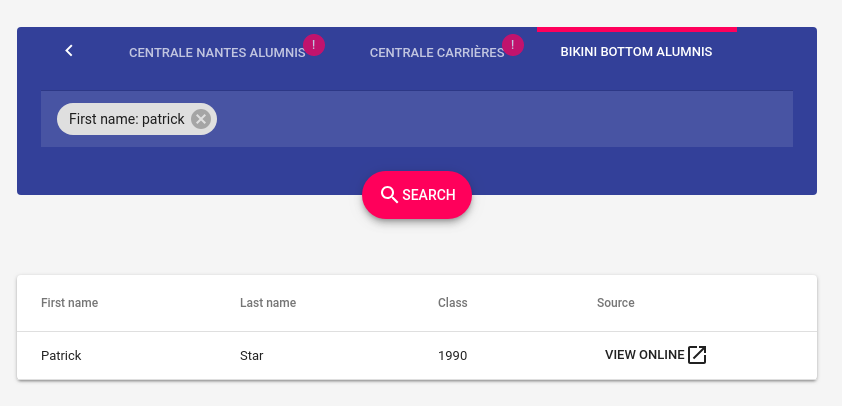 CENTRALE NANTES ALUMNIS ! CENTRALE CARRIÈRES ! BIKINI BOTTOM ALUMNIS
First name: patrick
SEARCH
First name Last name Class Source
Patrick Star 1990 VIEW ONLINE